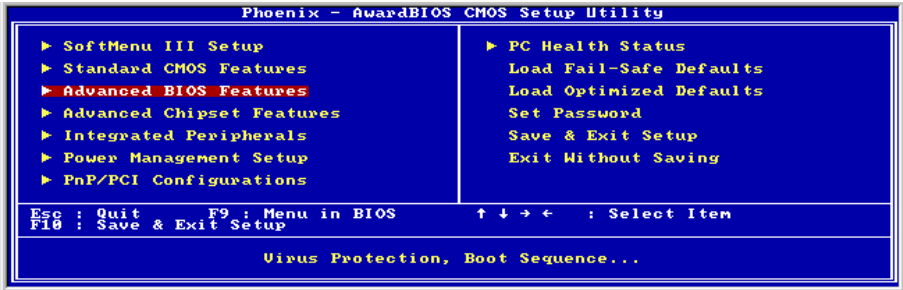 Phoenix - AwardBIOS CMOS Setup Utility
► SoftMenu III Setup
► Standard CMOS Features
► Advanced BIOS Features
► Advanced Chipset Features
► Integrated Peripherals
► Power Management Setup
► PnP/PCI Configurations
► PC Health Status
Load Fail-Safe Defaults
Load Optimized Defaults
Set Password
Save & Exit Setup
Exit Without Saving
Esc : Quit F9 : Menu in BIOS ↑ ↓ → ← : Select Item
F10 : Save & Exit Setup
Virus Protection, Boot Sequence...